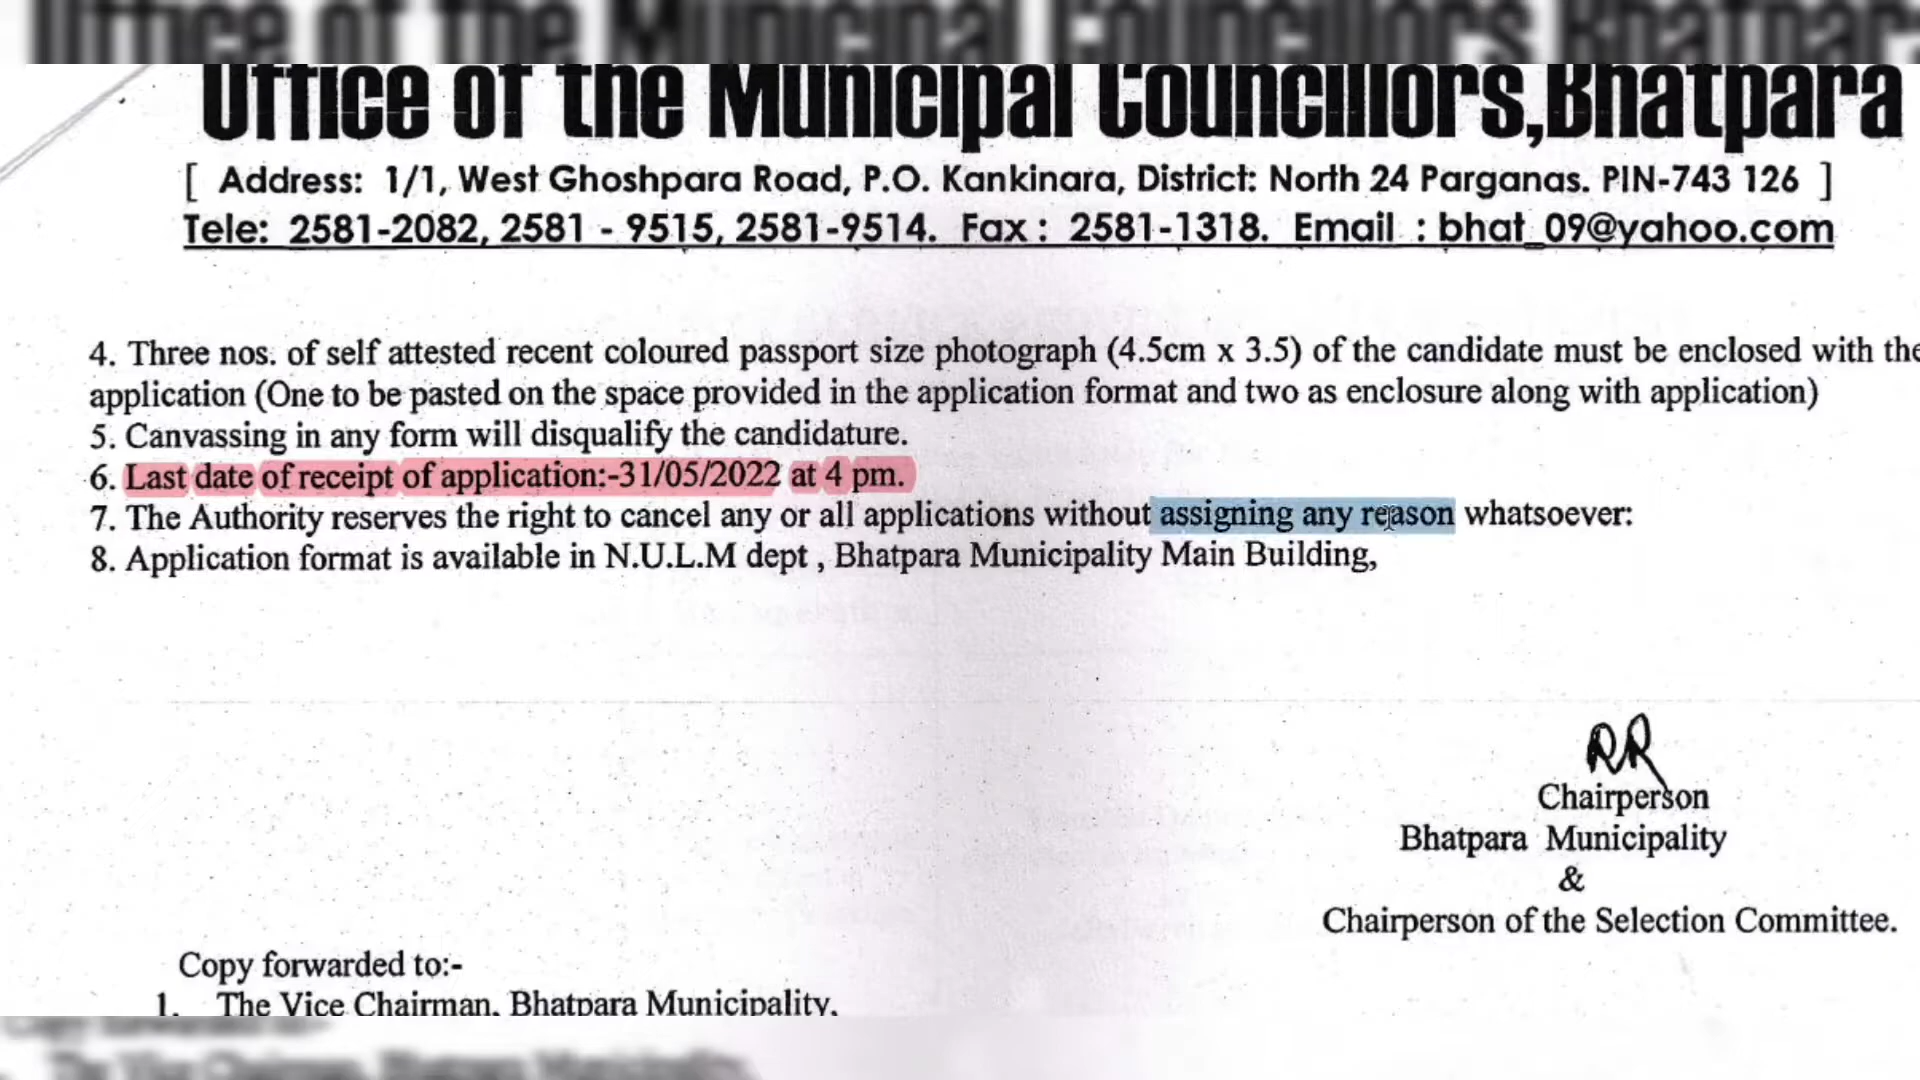 Office of the Municipal Councillors,Bhatpara
[ Address: 1/1, West Ghoshpara Road, P.O. Kankinara, District: North 24 Parganas. PIN-743 126 ]
Tele: 2581-2082, 2581 - 9515, 2581-9514. Fax : 2581-1318. Email : bhat_09@yahoo.com
4. Three nos. of self attested recent coloured passport size photograph (4.5cm x 3.5) of the candidate must be enclosed with the
application (One to be pasted on the space provided in the application format and two as enclosure along with application)
5. Canvassing in any form will disqualify the candidature.
6. Last date of receipt of application:-31/05/2022 at 4 pm.
7. The Authority reserves the right to cancel any or all applications without assigning any reason whatsoever:
8. Application format is available in N.U.L.M dept , Bhatpara Municipality Main Building,
RR
Chairperson
Bhatpara Municipality
&
Chairperson of the Selection Committee.
Copy forwarded to:-
1. The Vice Chairman, Bhatpara Municipality,